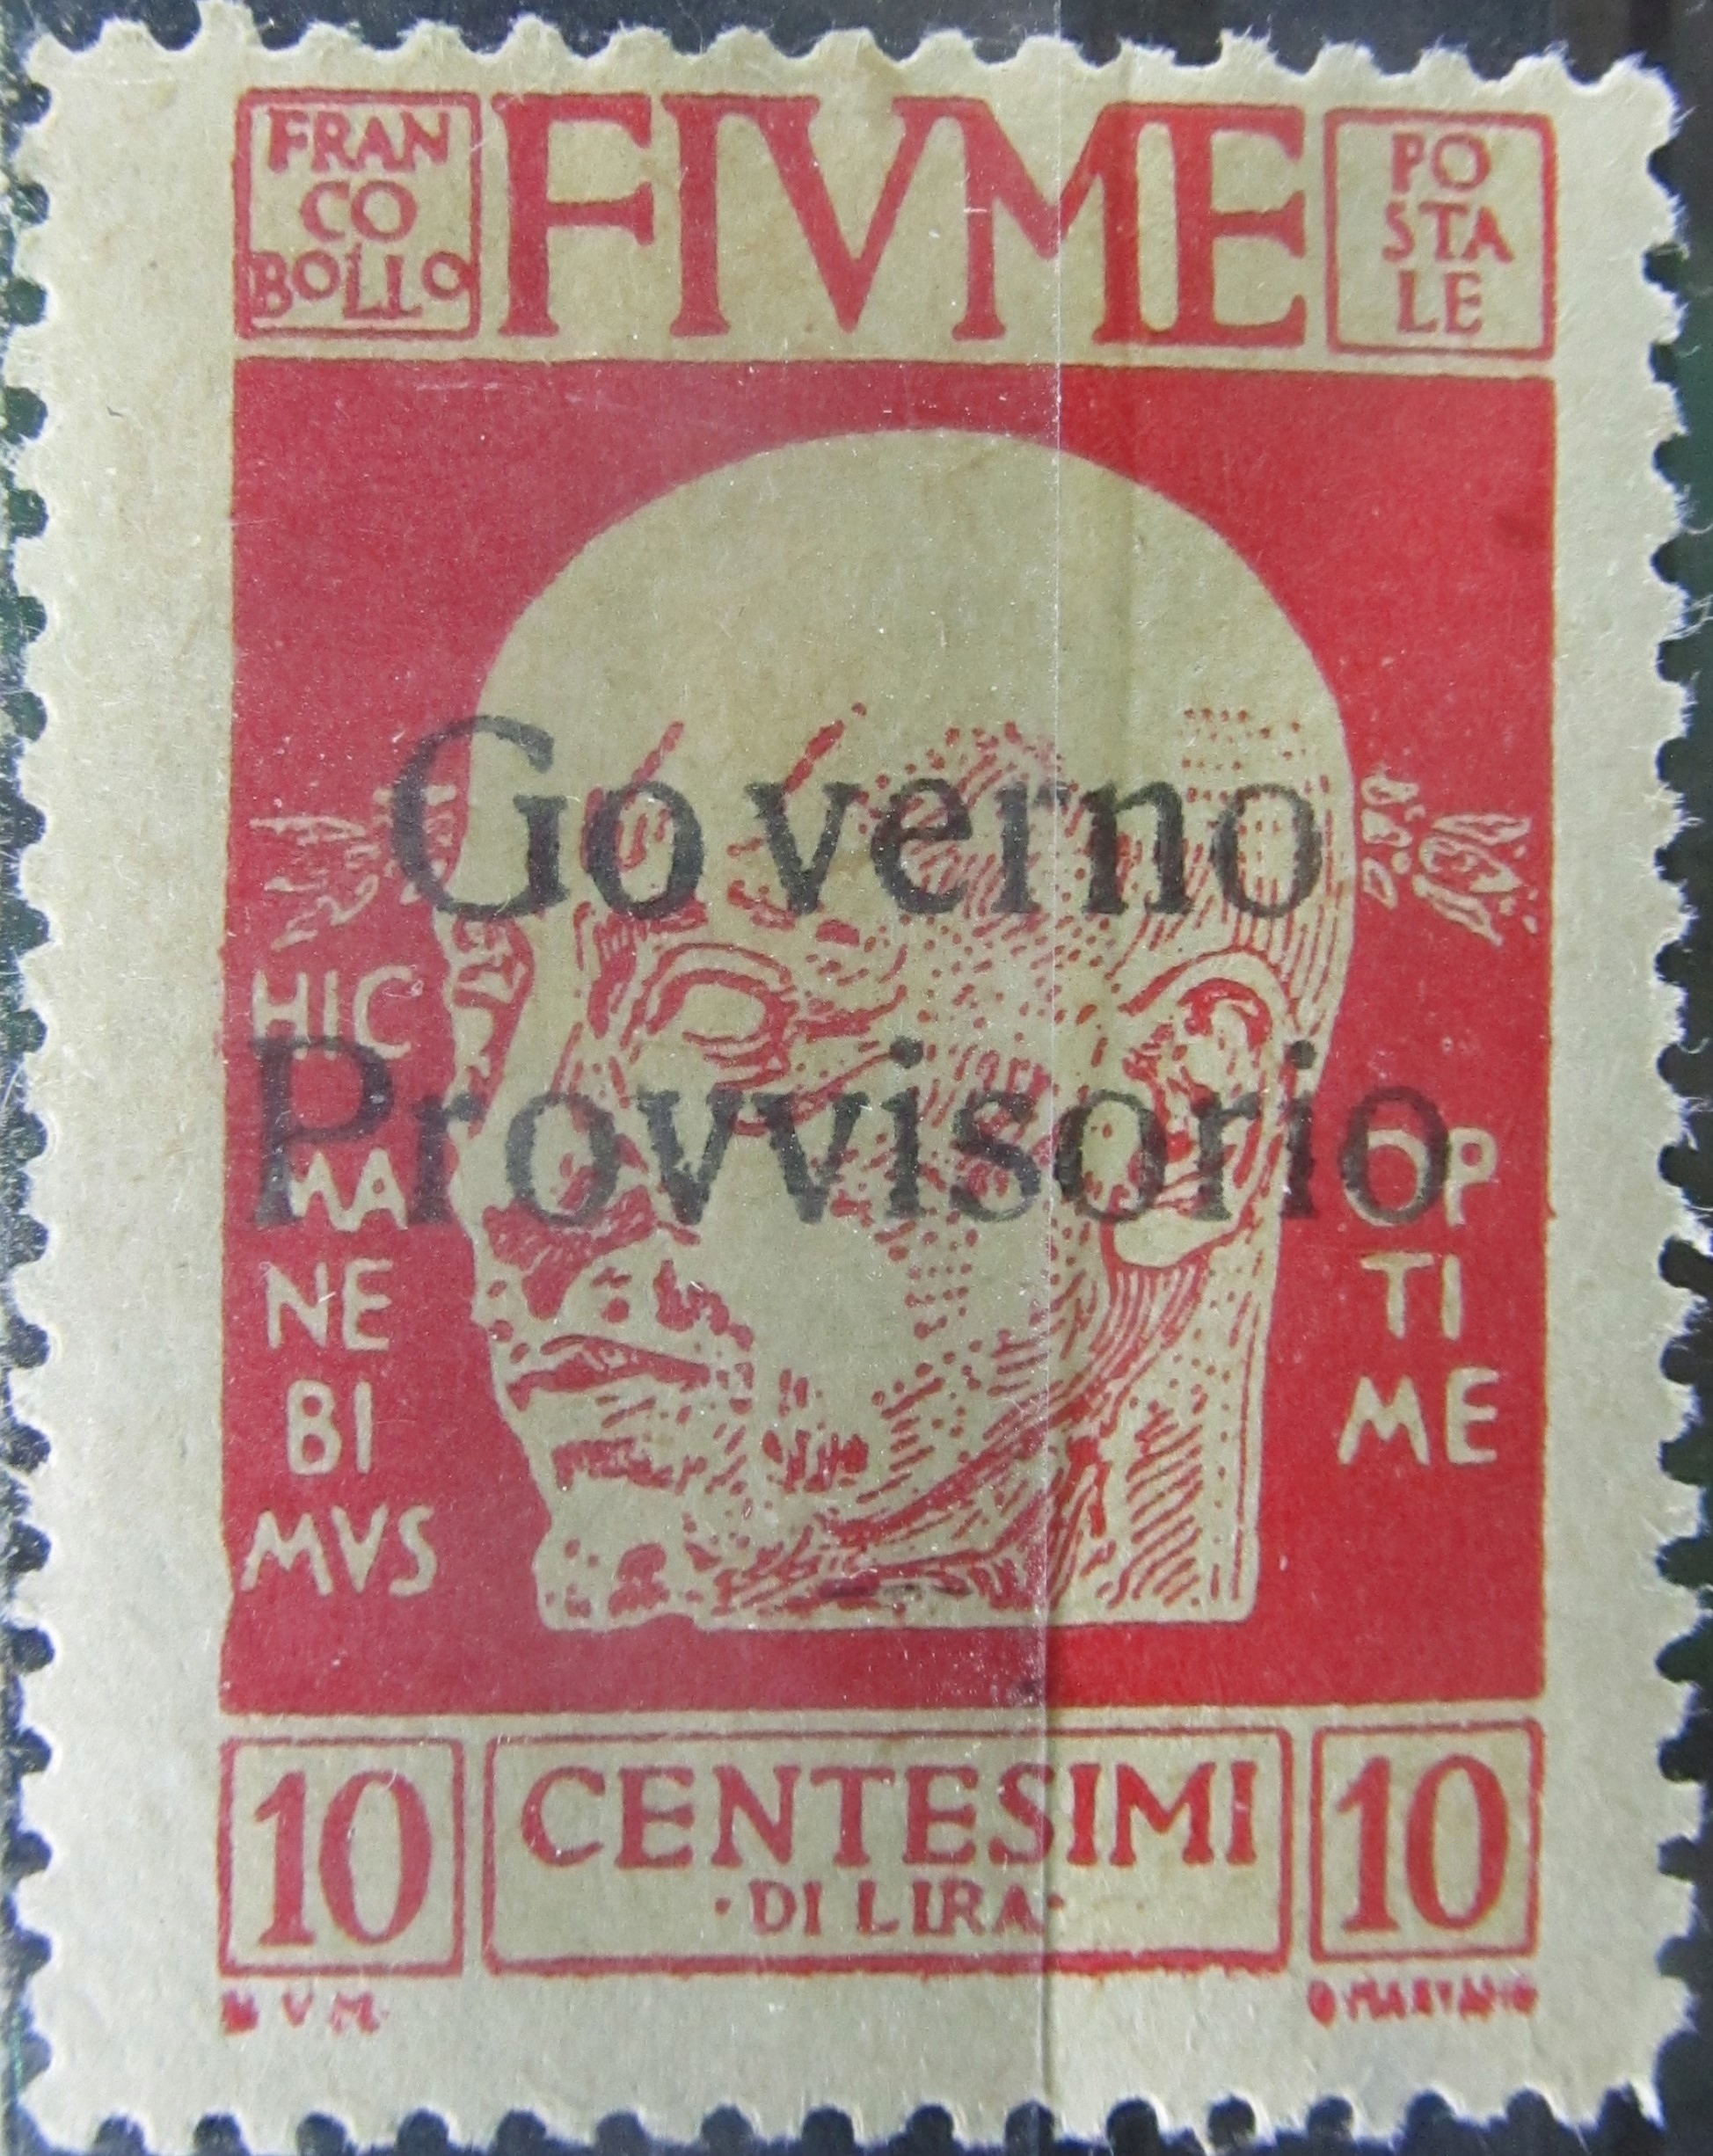 FRAN
CO
BOLLO
FIVME
PO
STA
LE
Governo
Provvisorio
HIC
MA
NE
BI
MVS
OP
TI
ME
10
CENTESIMI
·DI LIRA·
10